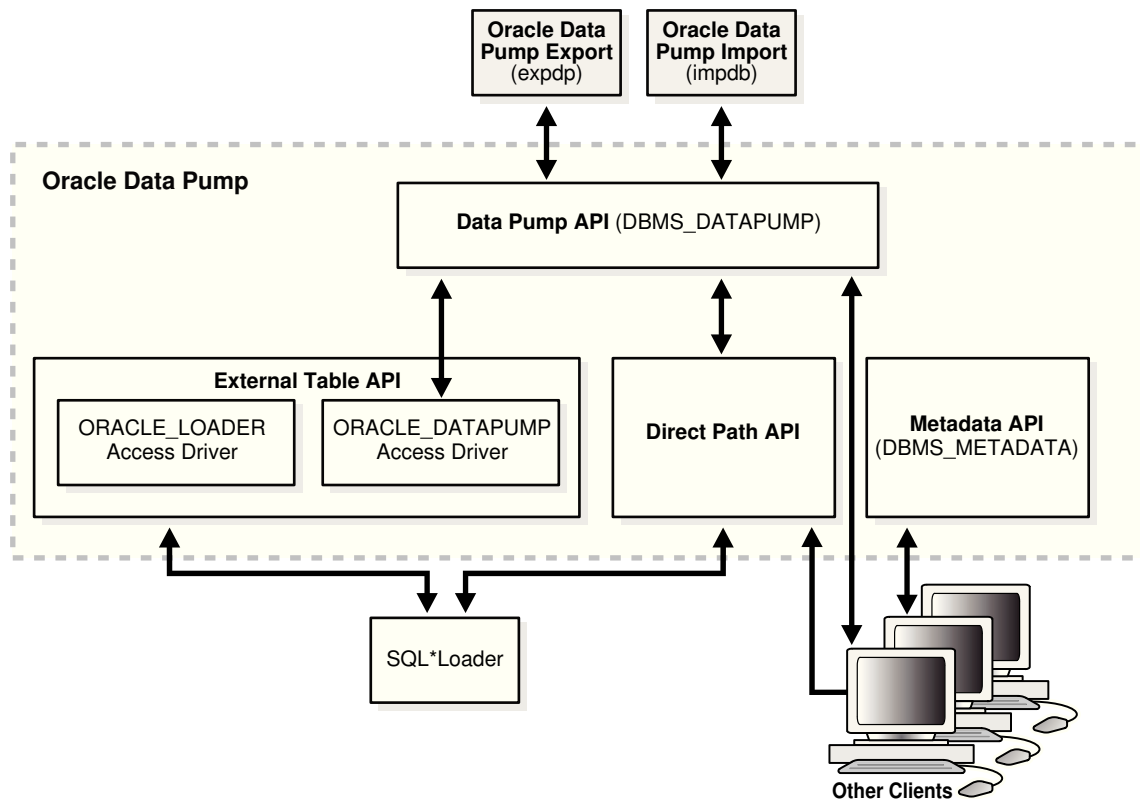 Oracle Data
Pump Export
(expdp)
Oracle Data
Pump Import
(impdb)
Oracle Data Pump
Data Pump API (DBMS_DATAPUMP)
External Table API
ORACLE_LOADER
Access Driver
ORACLE_DATAPUMP
Access Driver
Direct Path API
Metadata API
(DBMS_METADATA)
SQL*Loader
Other Clients